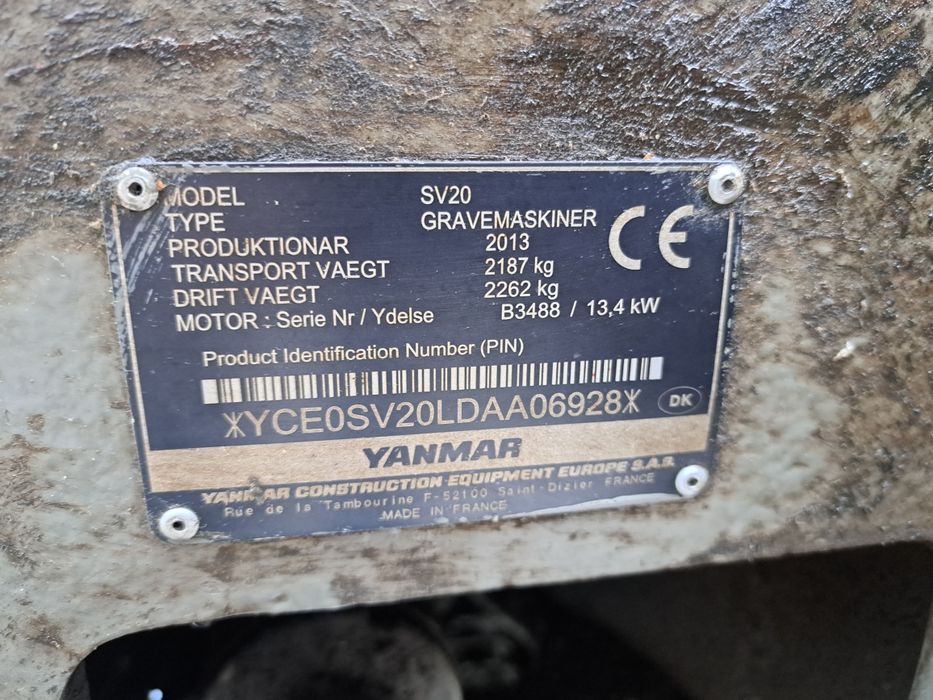 MODEL SV20
TYPE GRAVEMASKINER
PRODUKTIONAR 2013
TRANSPORT VAEGT 2187 kg
DRIFT VAEGT 2262 kg
MOTOR : Serie Nr / Ydelse B3488 / 13,4 kW
CE
Product Identification Number (PIN)
YCE0SV20LDAA06928
DK
YANMAR
YANMAR CONSTRUCTION EQUIPMENT EUROPE S.A.S.
Rue de la Tambourine F-52100 Saint-Dizier FRANCE
MADE IN FRANCE